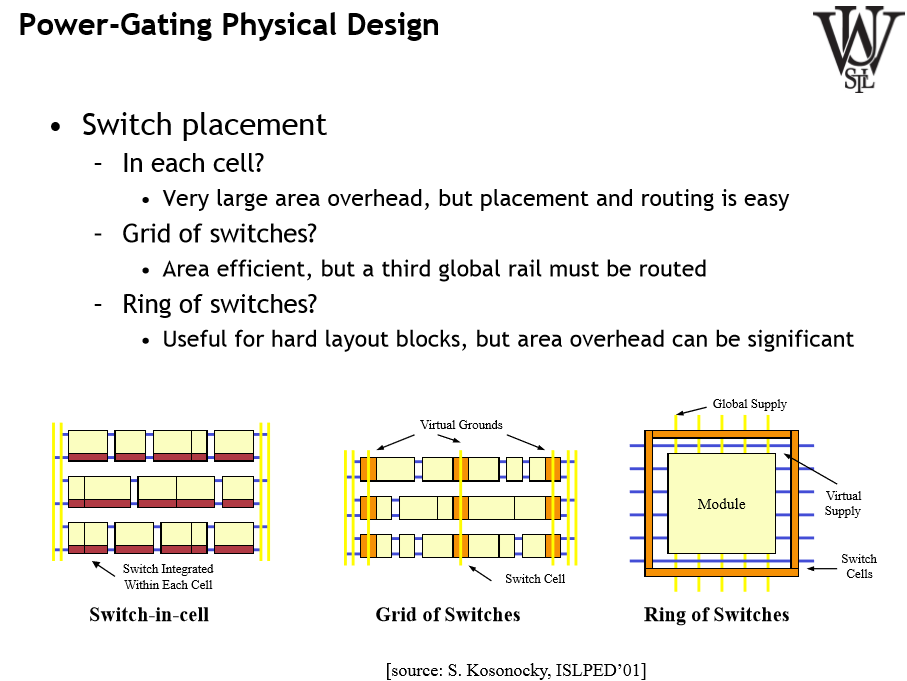 Power-Gating Physical Design
WU
SIL
• Switch placement
– In each cell?
• Very large area overhead, but placement and routing is easy
– Grid of switches?
• Area efficient, but a third global rail must be routed
– Ring of switches?
• Useful for hard layout blocks, but area overhead can be significant
Switch Integrated
Within Each Cell
Switch-in-cell
Virtual Grounds
Switch Cell
Grid of Switches
Global Supply
Module
Virtual
Supply
Switch
Cells
Ring of Switches
[source: S. Kosonocky, ISLPED’01]